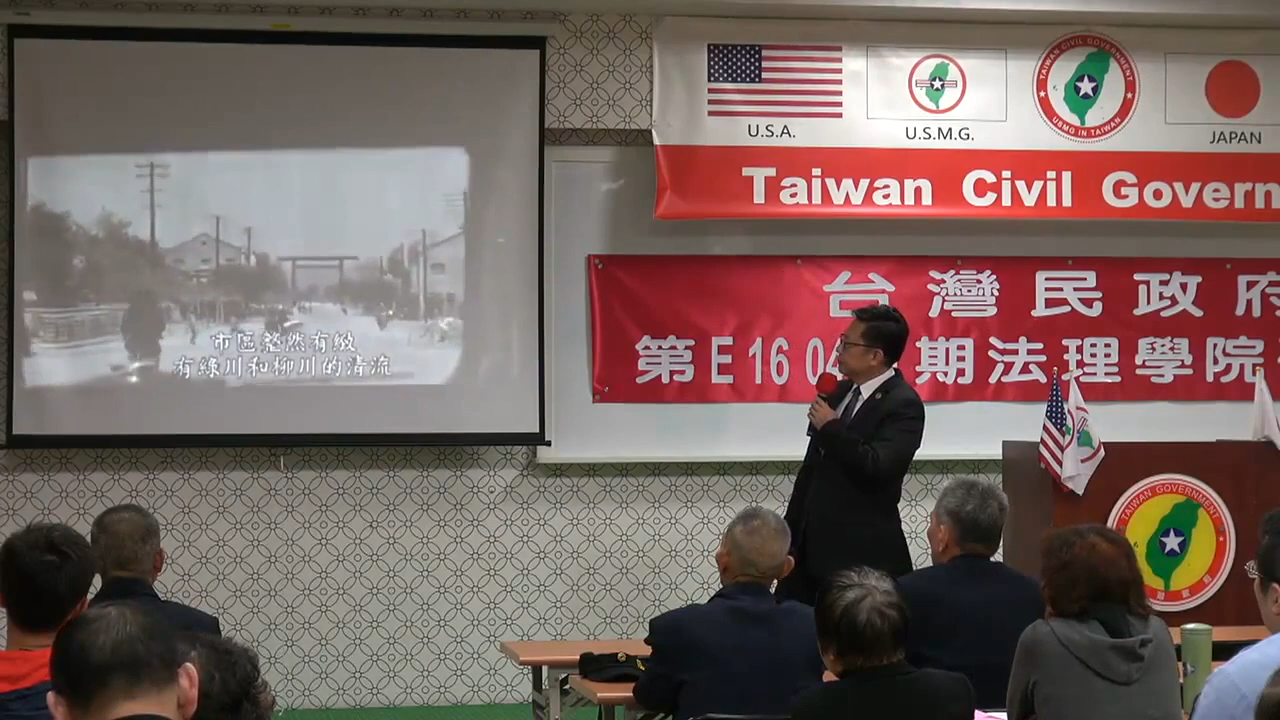 U.S.A.
U.S.M.G.
TAIWAN CIVIL GOVERNMENT
USMG IN TAIWAN
JAPAN
Taiwan Civil Govern
台灣民政府
第E16 04 期法理學院
市區整然有緻
有綠川和柳川的清流
TAIWAN GOVERNMENT